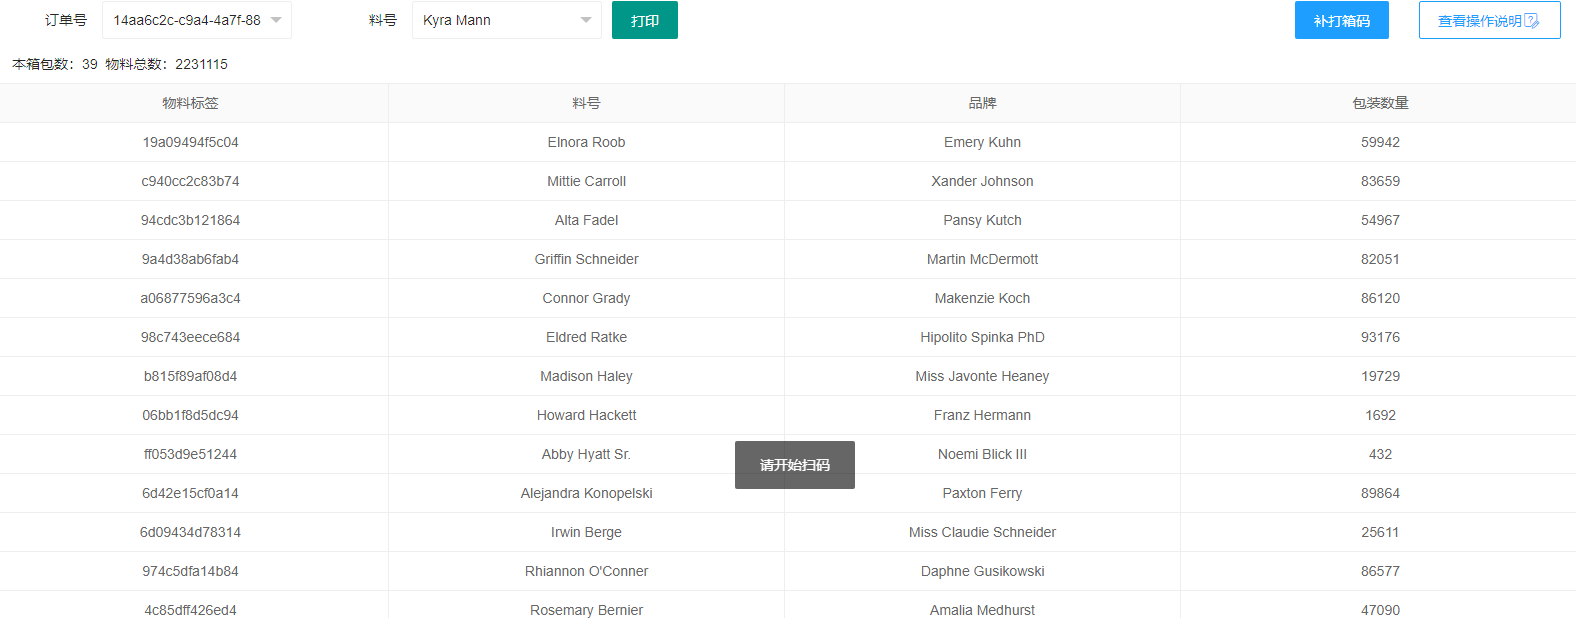 订单号 14aa6c2c-c9a4-4a7f-88 料号 Kyra Mann 打印 补打箱码 查看操作说明
本箱包数：39 物料总数：2231115
物料标签 料号 品牌 包装数量
19a09494f5c04 Elnora Roob Emery Kuhn 59942
c940cc2c83b74 Mittie Carroll Xander Johnson 83659
94cdc3b121864 Alta Fadel Pansy Kutch 54967
9a4d38ab6fab4 Griffin Schneider Martin McDermott 82051
a06877596a3c4 Connor Grady Makenzie Koch 86120
98c743eece684 Eldred Ratke Hipolito Spinka PhD 93176
b815f89af08d4 Madison Haley Miss Javonte Heaney 19729
06bb1f8d5dc94 Howard Hackett Franz Hermann 1692
ff053d9e51244 Abby Hyatt Sr. Noemi Blick III 432
请开始扫码
6d42e15cf0a14 Alejandra Konopelski Paxton Ferry 89864
6d09434d78314 Irwin Berge Miss Claudie Schneider 25611
974c5dfa14b84 Rhiannon O'Conner Daphne Gusikowski 86577
4c85dff426ed4 Rosemary Bernier Amalia Medhurst 47090